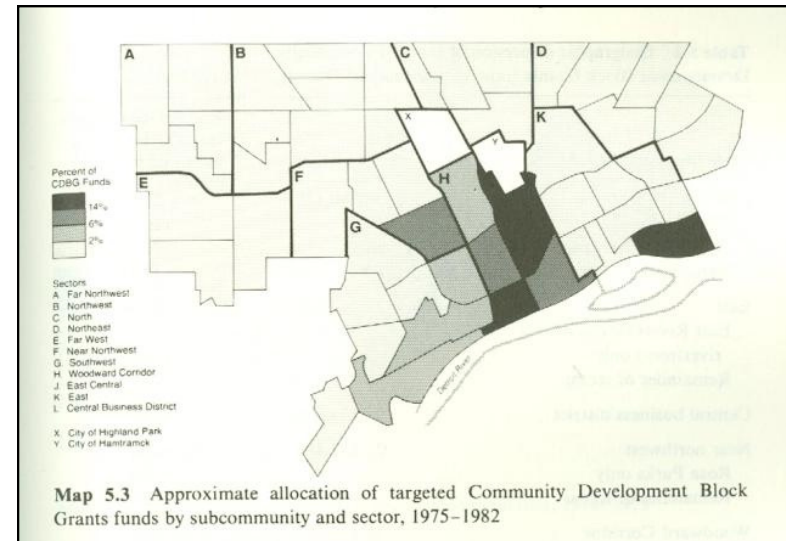 A
B
C
D
X
Y
K
H
E
F
G
Percent of
CDBG Funds
14%
6%
2%
Sectors
A Far Northwest
B Northwest
C North
D Northeast
E Far West
F Near Northwest
G Southwest
H Woodward Corridor
J East Central
K East
L Central Business District
X City of Highland Park
Y City of Hamtramck
Detroit River
Map 5.3 Approximate allocation of targeted Community Development Block
Grants funds by subcommunity and sector, 1975–1982